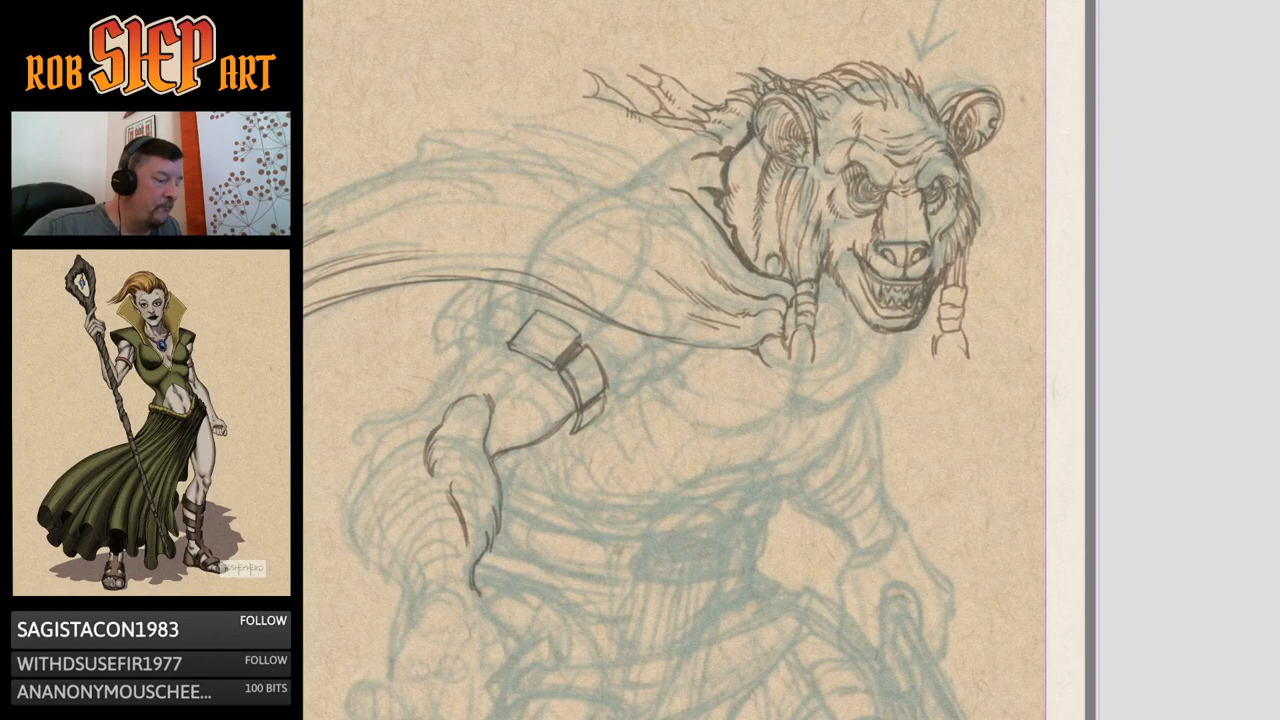 ROB SIEP ART
SAGISTACON1983 FOLLOW
WITHDSUSEFIR1977 FOLLOW
ANANONYMOUSCHEE... 100 BITS